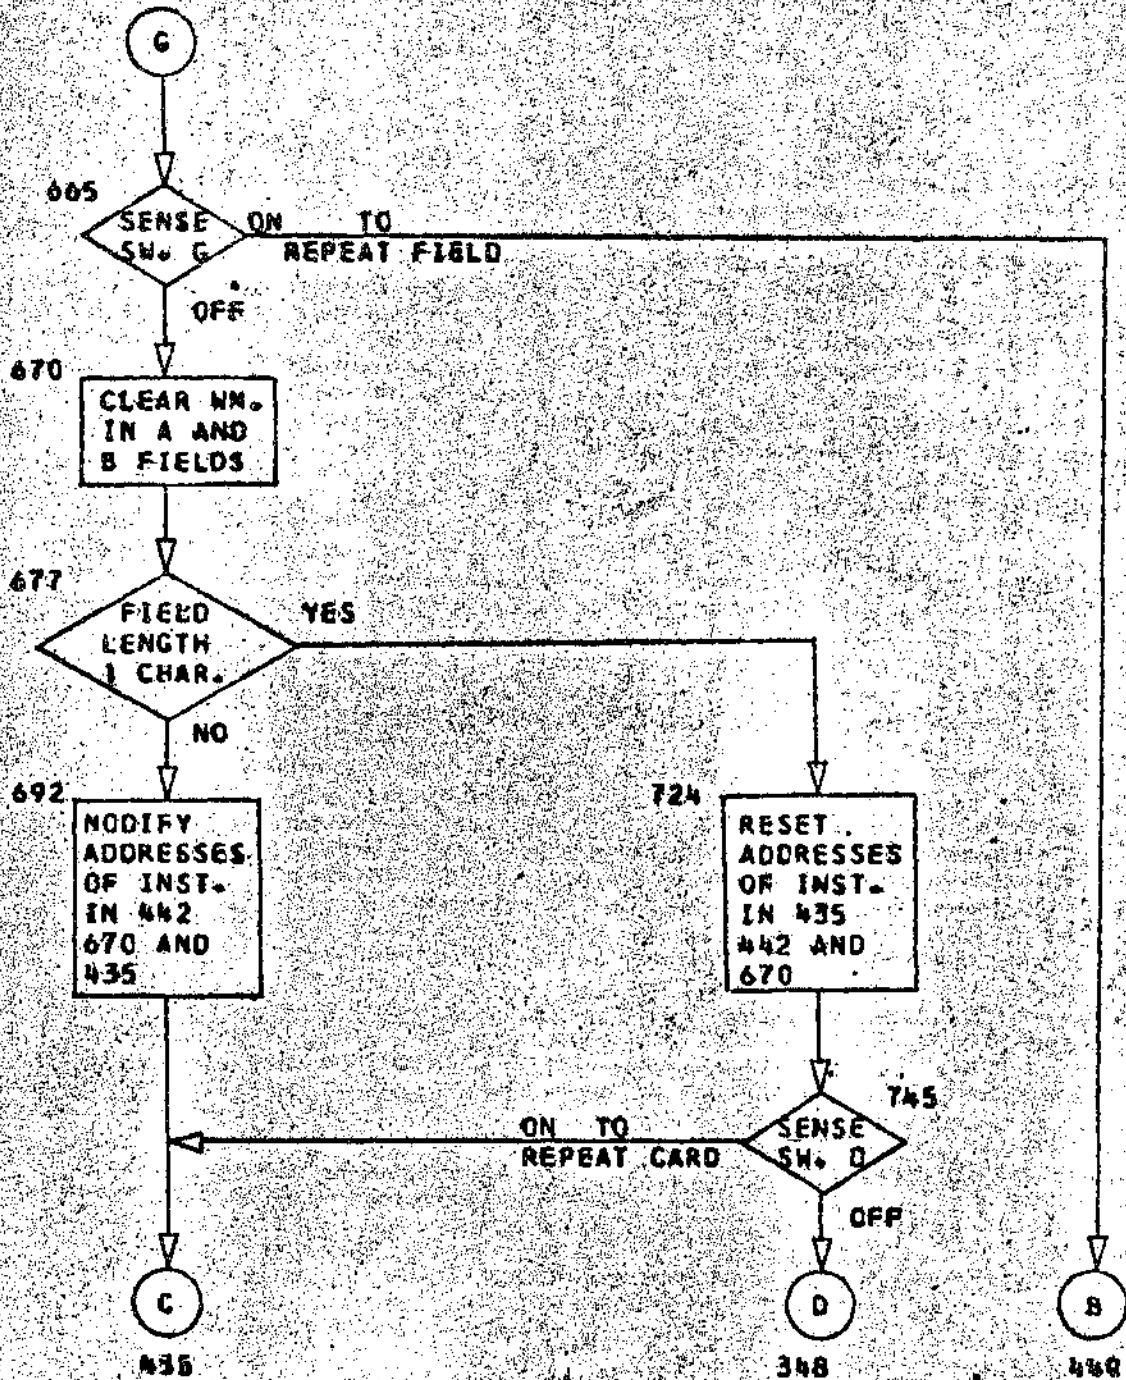 G
665
SENSE
SW. G
ON TO
REPEAT FIELD
OFF
670
CLEAR WM.
IN A AND
B FIELDS
677
FIELD
LENGTH
1 CHAR.
YES
NO
692
MODIFY
ADDRESSES
OF INST.
IN 442
670 AND
435
724
RESET
ADDRESSES
OF INST.
IN 435
442 AND
670
745
SENSE
SW. D
ON TO
REPEAT CARD
OFF
C
435
D
348
B
449